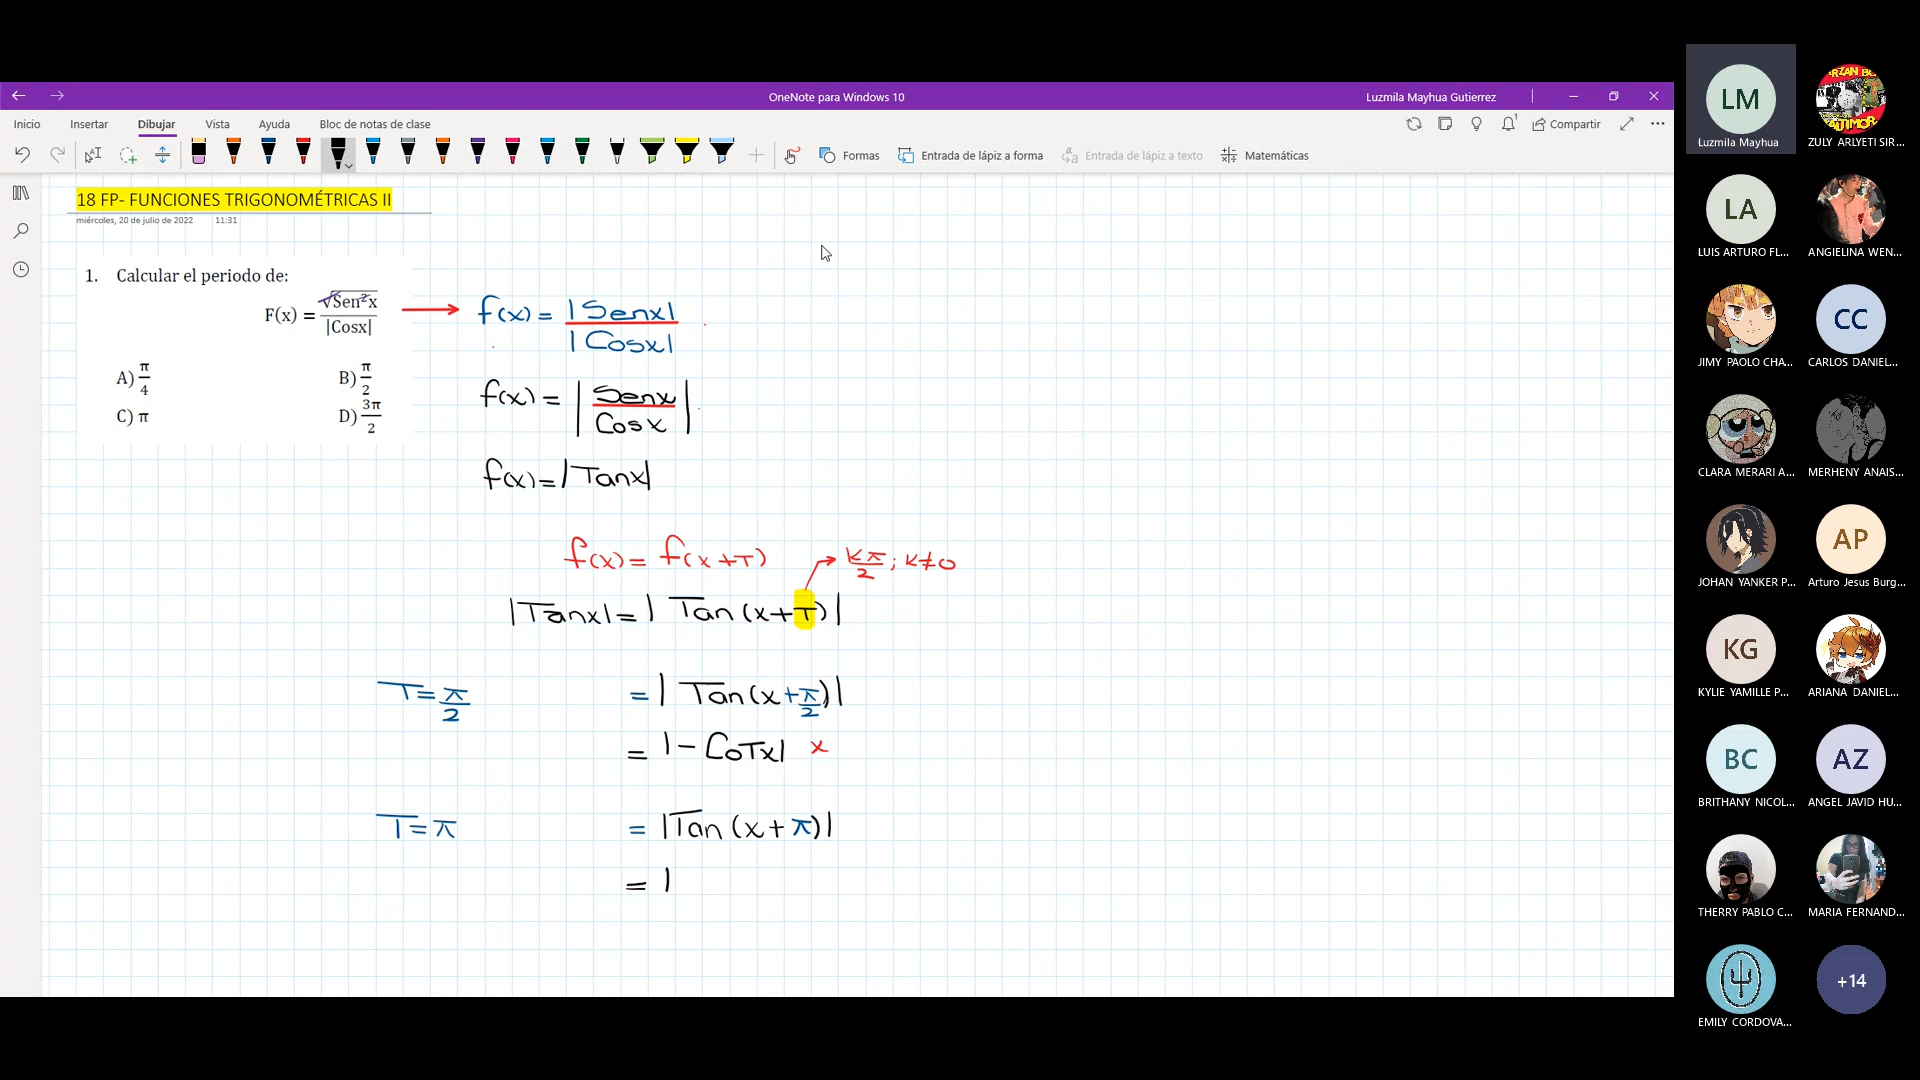 OneNote para Windows 10
Luzmila Mayhua Gutierrez
Inicio Insertar Dibujar Vista Ayuda Bloc de notas de clase
Compartir
Formas Entrada de lápiz a forma Entrada de lápiz a texto Matemáticas
18 FP- FUNCIONES TRIGONOMÉTRICAS II
miércoles, 20 de julio de 2022 11:31
1. Calcular el periodo de:
F(x) = √Sen²x / |Cosx|
A) π/4 B) π/2
C) π D) 3π/2
f(x) = |Senx| / |Cosx|
f(x) = | Senx / Cosx |
f(x) = |Tanx|
f(x) = f(x+T) → kπ/2 ; k≠0
|Tanx| = | Tan (x+T) |
T = π/2 = | Tan (x + π/2) |
= |- CoTx| x
T = π = |Tan (x + π)|
= |
LM
Luzmila Mayhua
ARZAN BO
AUTIMOR
ZULY ARLYETI SIR...
LA
LUIS ARTURO FL...
ANGIELINA WEN...
JIMY PAOLO CHA...
CC
CARLOS DANIEL...
CLARA MERARI A...
MERHENY ANAIS...
JOHAN YANKER P...
AP
Arturo Jesus Burg...
KG
KYLIE YAMILLE P...
ARIANA DANIEL...
BC
BRITHANY NICOL...
AZ
ANGEL JAVID HU...
THERRY PABLO C...
MARIA FERNAND...
EMILY CORDOVA...
+14